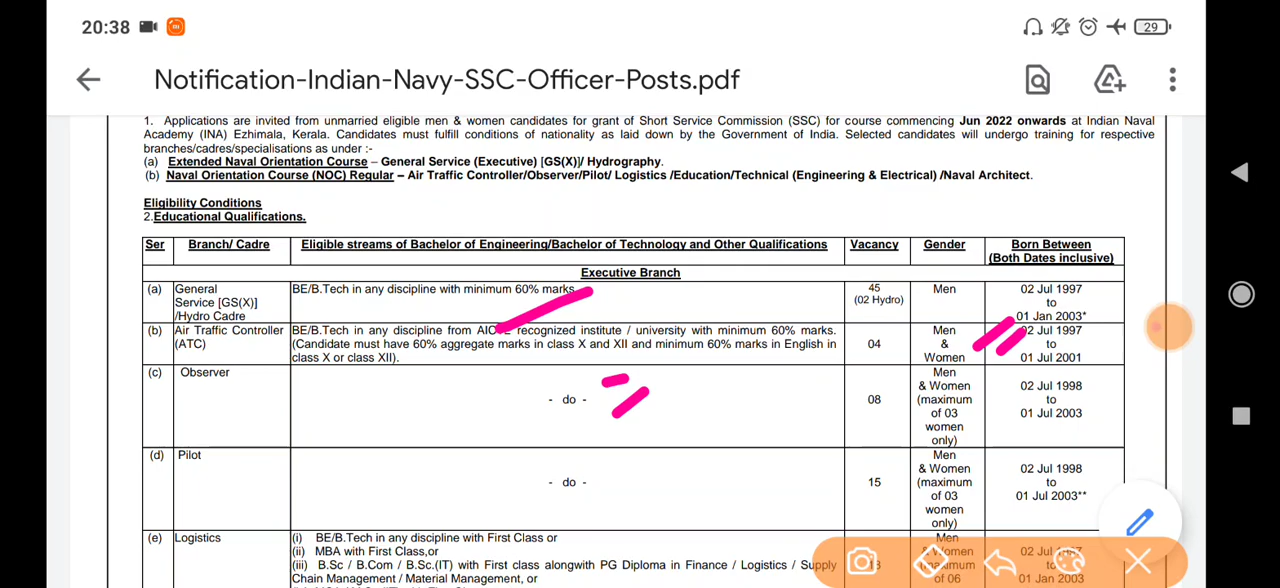 20:38
29
Notification-Indian-Navy-SSC-Officer-Posts.pdf
1. Applications are invited from unmarried eligible men & women candidates for grant of Short Service Commission (SSC) for course commencing Jun 2022 onwards at Indian Naval
Academy (INA) Ezhimala, Kerala. Candidates must fulfill conditions of nationality as laid down by the Government of India. Selected candidates will undergo training for respective
branches/cadres/specialisations as under :-
(a) Extended Naval Orientation Course – General Service (Executive) [GS(X)]/ Hydrography.
(b) Naval Orientation Course (NOC) Regular – Air Traffic Controller/Observer/Pilot/ Logistics /Education/Technical (Engineering & Electrical) /Naval Architect.
Eligibility Conditions
2.Educational Qualifications.
Ser Branch/ Cadre Eligible streams of Bachelor of Engineering/Bachelor of Technology and Other Qualifications Vacancy Gender Born Between
(Both Dates inclusive)
Executive Branch
(a) General BE/B.Tech in any discipline with minimum 60% marks 45 Men 02 Jul 1997
Service [GS(X)] (02 Hydro) to
/Hydro Cadre 01 Jan 2003*
(b) Air Traffic Controller BE/B.Tech in any discipline from recognized institute / university with minimum 60% marks. Men Jul 1997
(ATC) (Candidate must have 60% aggregate marks in class X and XII and minimum 60% marks in English in 04 & to
class X or class XII). Women 01 Jul 2001
(c) Observer Men
& Women 02 Jul 1998
- do - 08 (maximum to
of 03 01 Jul 2003
women
only)
(d) Pilot Men
& Women 02 Jul 1998
- do - 15 (maximum to
of 03 01 Jul 2003**
women
only)
(e) Logistics (i) BE/B.Tech in any discipline with First Class or Men
(ii) MBA with First Class,or Women 02 Jul
(iii) B.Sc / B.Com / B.Sc.(IT) with First class alongwith PG Diploma in Finance / Logistics / Supply to
Chain Management / Material Management, or of 06 01 Jan 2003